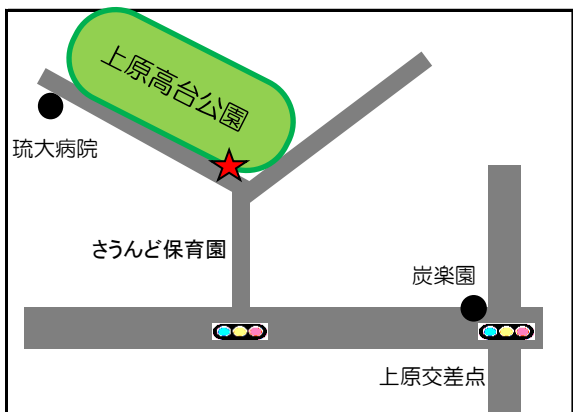 上原高台公園
琉大病院
さうんど保育園
炭楽園
上原交差点